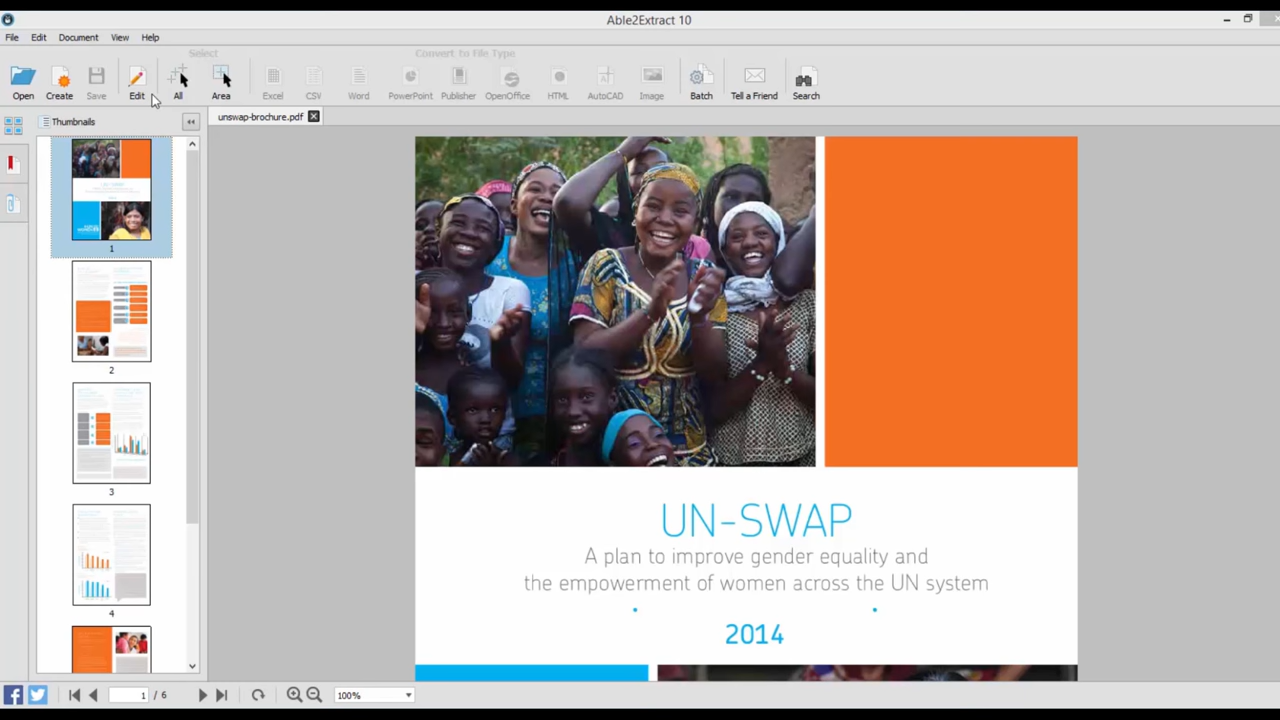 Able2Extract 10
File Edit Document View Help
Select Convert to File Type
Open Create Save Edit All Area Excel CSV Word PowerPoint Publisher OpenOffice HTML AutoCAD Image Batch Tell a Friend Search
Thumbnails
unswap-brochure.pdf
1
2
3
4
UN-SWAP
A plan to improve gender equality and
the empowerment of women across the UN system
2014
1 / 6 100%